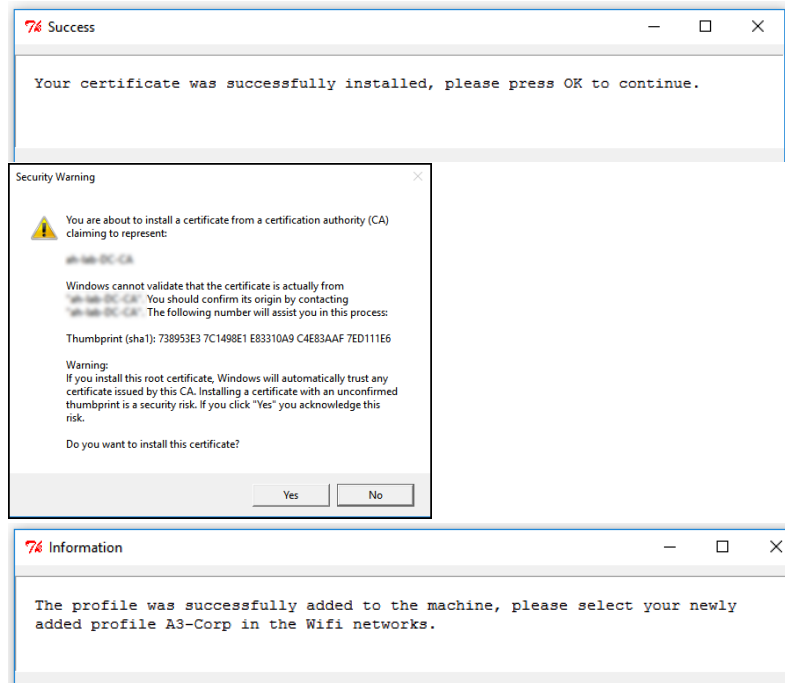 Success
Your certificate was successfully installed, please press OK to continue.
Security Warning
You are about to install a certificate from a certification authority (CA)
claiming to represent:
Windows cannot validate that the certificate is actually from
You should confirm its origin by contacting
The following number will assist you in this process:
Thumbprint (sha1): 738953E3 7C1498E1 E83310A9 C4E83AAF 7ED111E6
Warning:
If you install this root certificate, Windows will automatically trust any
certificate issued by this CA. Installing a certificate with an unconfirmed
thumbprint is a security risk. If you click "Yes" you acknowledge this
risk.
Do you want to install this certificate?
Yes
No
Information
The profile was successfully added to the machine, please select your newly
added profile A3-Corp in the Wifi networks.